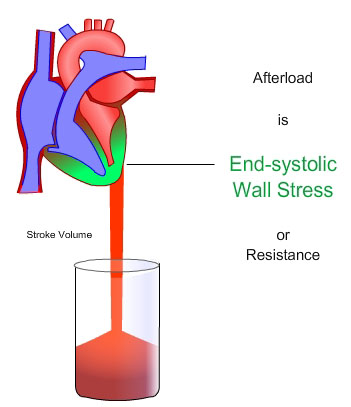 Afterload
is
End-systolic
Wall Stress
or
Resistance
Stroke Volume